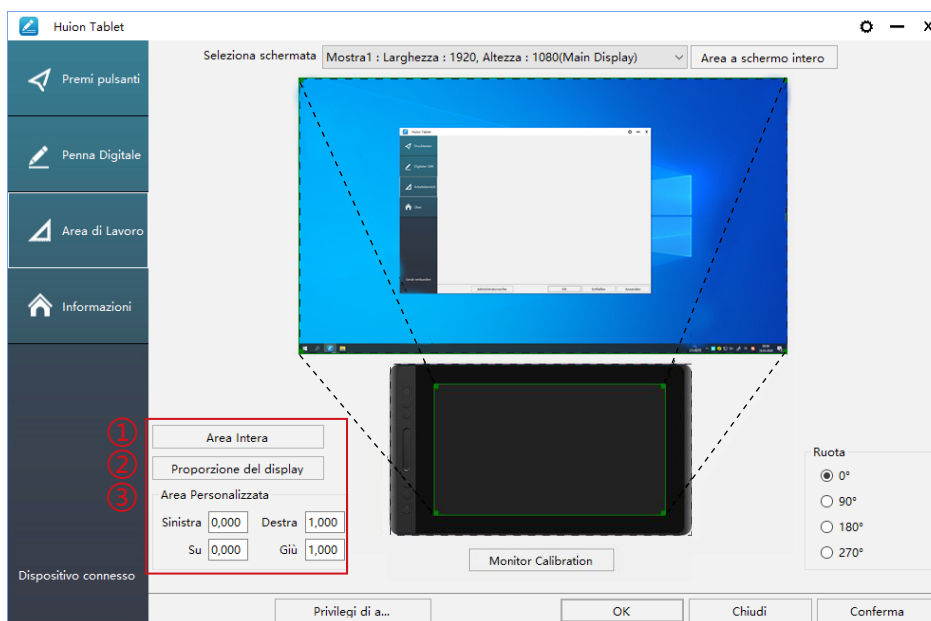 Huion Tablet
Seleziona schermata Mostra1 : Larghezza : 1920, Altezza : 1080(Main Display) Area a schermo intero
Premi pulsanti
Penna Digitale
Area di Lavoro
Informazioni
Huion Tablet
① Area Intera
② Proporzione del display
③ Area Personalizzata
Sinistra 0,000 Destra 1,000
Su 0,000 Giù 1,000
Monitor Calibration
Ruota
0°
90°
180°
270°
Dispositivo connesso
Privilegi di a... OK Chiudi Conferma